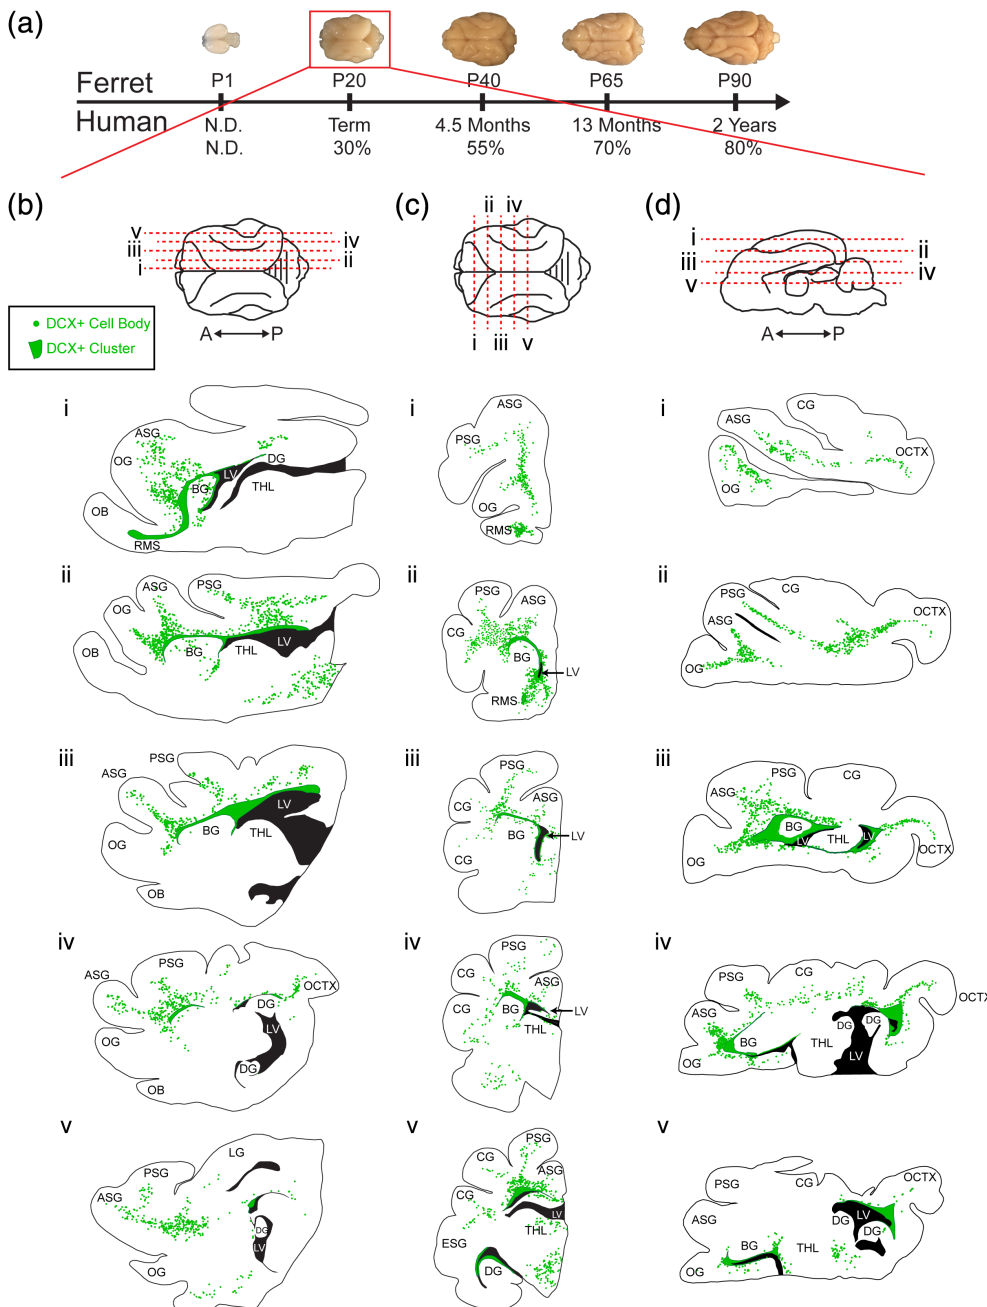 (a)
P1 P20 P40 P65 P90
Ferret
Human
N.D. Term 4.5 Months 13 Months 2 Years
N.D. 30% 55% 70% 80%
(b)
v
iii
i
iv
ii
A P
(c)
ii iv
i iii v
(d)
i
iii
v
ii
iv
A P
DCX+ Cell Body
DCX+ Cluster
i
ASG
OG
DG
LV
BG
THL
OB
RMS
i
ASG
PSG
OG
RMS
i
CG
ASG
OCTX
OG
ii
ASG
PSG
OG
LV
OB
BG
THL
ii
PSG
ASG
CG
BG
LV
RMS
ii
CG
PSG
OCTX
ASG
OG
iii
PSG
ASG
LV
BG
THL
OG
OB
iii
PSG
CG
ASG
BG
LV
CG
iii
PSG
CG
ASG
BG
LV
THL
LV
OCTX
OG
iv
PSG
ASG
OCTX
DG
LV
OG
DG
OB
iv
PSG
CG
ASG
CG
BG
LV
THL
iv
CG
PSG
OCTX
ASG
DG
DG
BG
THL
LV
OG
v
LG
PSG
ASG
DG
LV
OG
v
PSG
CG
ASG
CG
LV
THL
ESG
DG
v
CG
OCTX
PSG
ASG
DG
LV
DG
BG
THL
OG